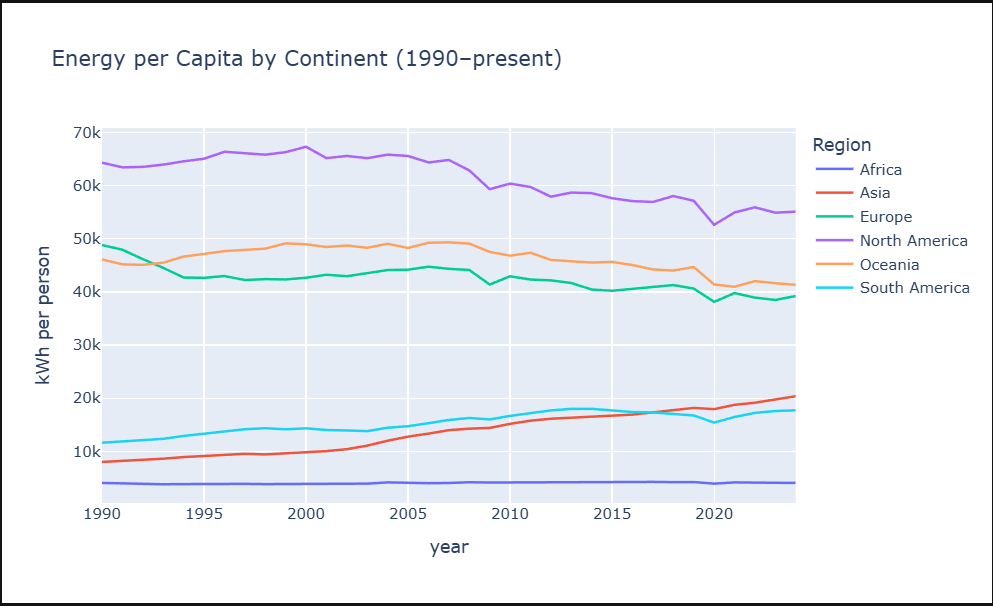 Energy per Capita by Continent (1990–present)
70k
60k
50k
40k
30k
20k
10k
kWh per person
1990 1995 2000 2005 2010 2015 2020
year
Region
Africa
Asia
Europe
North America
Oceania
South America